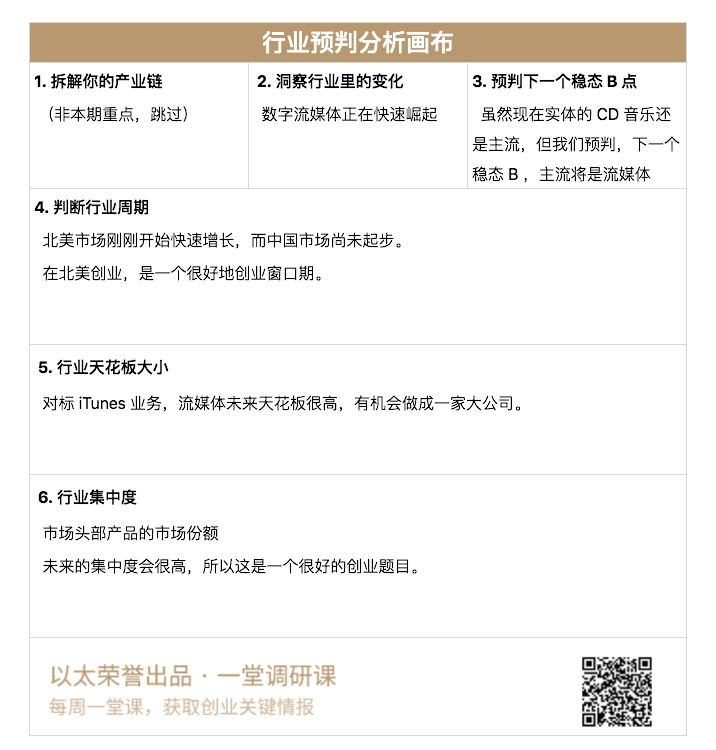 行业预判分析画布
1. 拆解你的产业链
（非本期重点，跳过）
2. 洞察行业里的变化
数字流媒体正在快速崛起
3. 预判下一个稳态 B 点
虽然现在实体的 CD 音乐还
是主流，但我们预判，下一个
稳态 B ，主流将是流媒体
4. 判断行业周期
北美市场刚刚开始快速增长，而中国市场尚未起步。
在北美创业，是一个很好地创业窗口期。
5. 行业天花板大小
对标 iTunes 业务，流媒体未来天花板很高，有机会做成一家大公司。
6. 行业集中度
市场头部产品的市场份额
未来的集中度会很高，所以这是一个很好的创业题目。
以太荣誉出品 · 一堂调研课
每周一堂课，获取创业关键情报